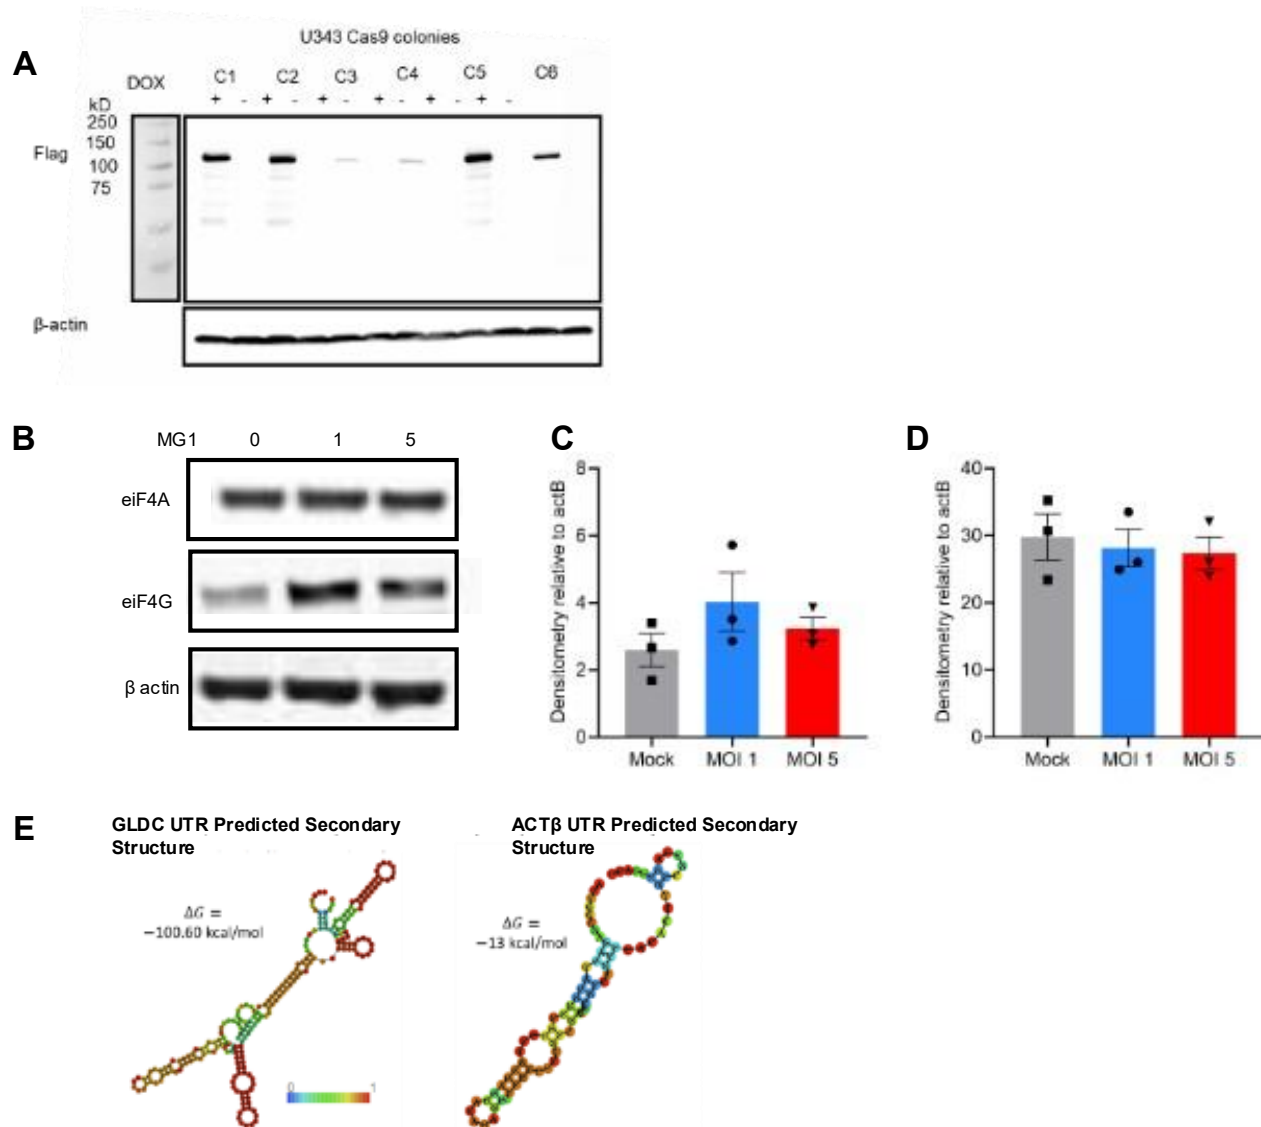 A
U343 Cas9 colonies
DOX C1 C2 C3 C4 C5 C6
+ - + - + - + - + - + -
kD
250
150
100
75
Flag
β-actin
B
MG1 0 1 5
eiF4A
eiF4G
β actin
C
Densitometry relative to actB
8
6
4
2
0
Mock MOI 1 MOI 5
D
Densitometry relative to actB
40
30
20
10
0
Mock MOI 1 MOI 5
E
GLDC UTR Predicted Secondary
Structure
ΔG =
−100.60 kcal/mol
0 1
ACTβ UTR Predicted Secondary
Structure
ΔG =
−13 kcal/mol